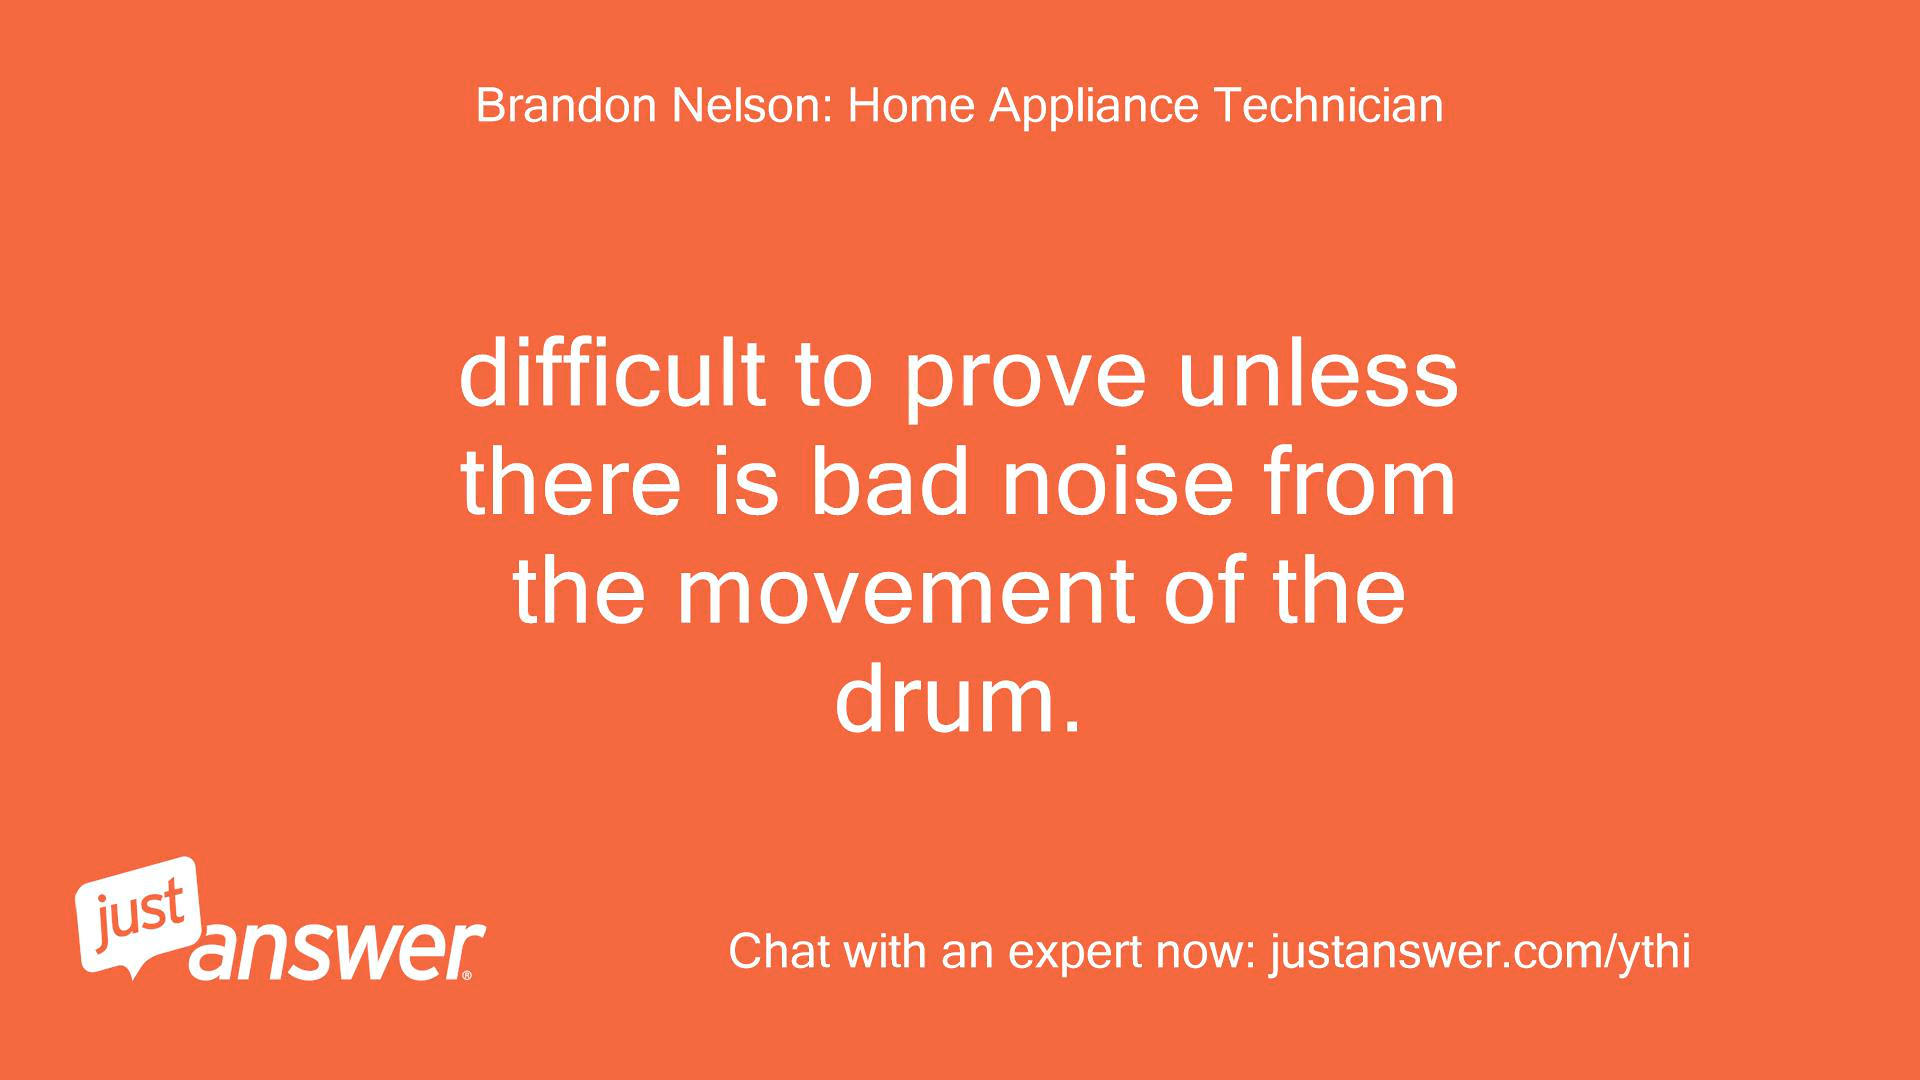 Brandon Nelson: Home Appliance Technician
difficult to prove unless
there is bad noise from
the movement of the
drum.
just
answer®
Chat with an expert now: justanswer.com/ythi